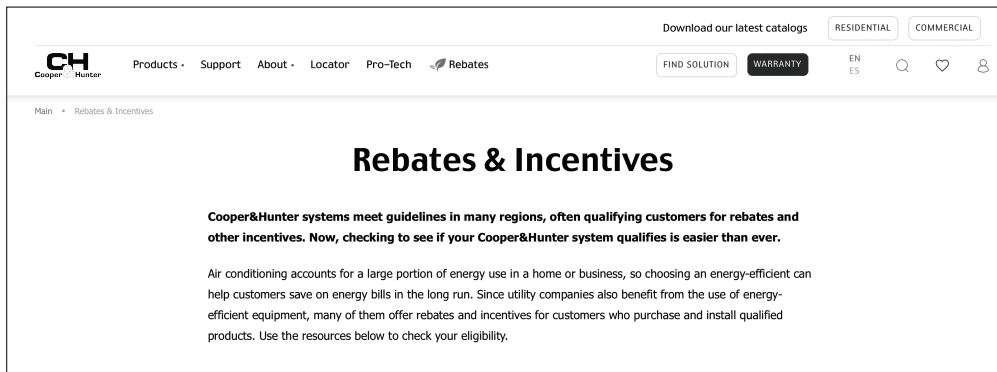 Download our latest catalogs RESIDENTIAL COMMERCIAL
CH
Cooper & Hunter
Products • Support About • Locator Pro-Tech Rebates FIND SOLUTION WARRANTY EN
ES
Main • Rebates & Incentives
Rebates & Incentives
Cooper&Hunter systems meet guidelines in many regions, often qualifying customers for rebates and
other incentives. Now, checking to see if your Cooper&Hunter system qualifies is easier than ever.
Air conditioning accounts for a large portion of energy use in a home or business, so choosing an energy-efficient can
help customers save on energy bills in the long run. Since utility companies also benefit from the use of energy-
efficient equipment, many of them offer rebates and incentives for customers who purchase and install qualified
products. Use the resources below to check your eligibility.